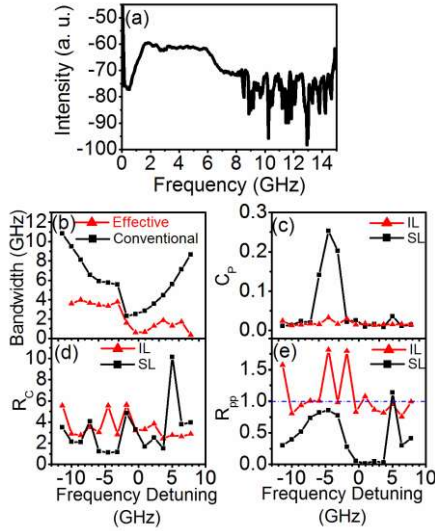 (a)
Intensity (a. u.)
-50
-60
-70
-80
-90
-100
0 2 4 6 8 10 12 14
Frequency (GHz)
(b)
Effective
Conventional
Bandwidth (GHz)
12
10
8
6
4
2
0
(c)
IL
SL
C_P
0.3
0.2
0.1
0.0
(d)
IL
SL
R_C
10
8
6
4
2
0
-10 -5 0 5 10
Frequency Detuning
(GHz)
(e)
IL
SL
R_pp
1.5
1.0
0.5
0.0
-10 -5 0 5 10
Frequency Detuning
(GHz)